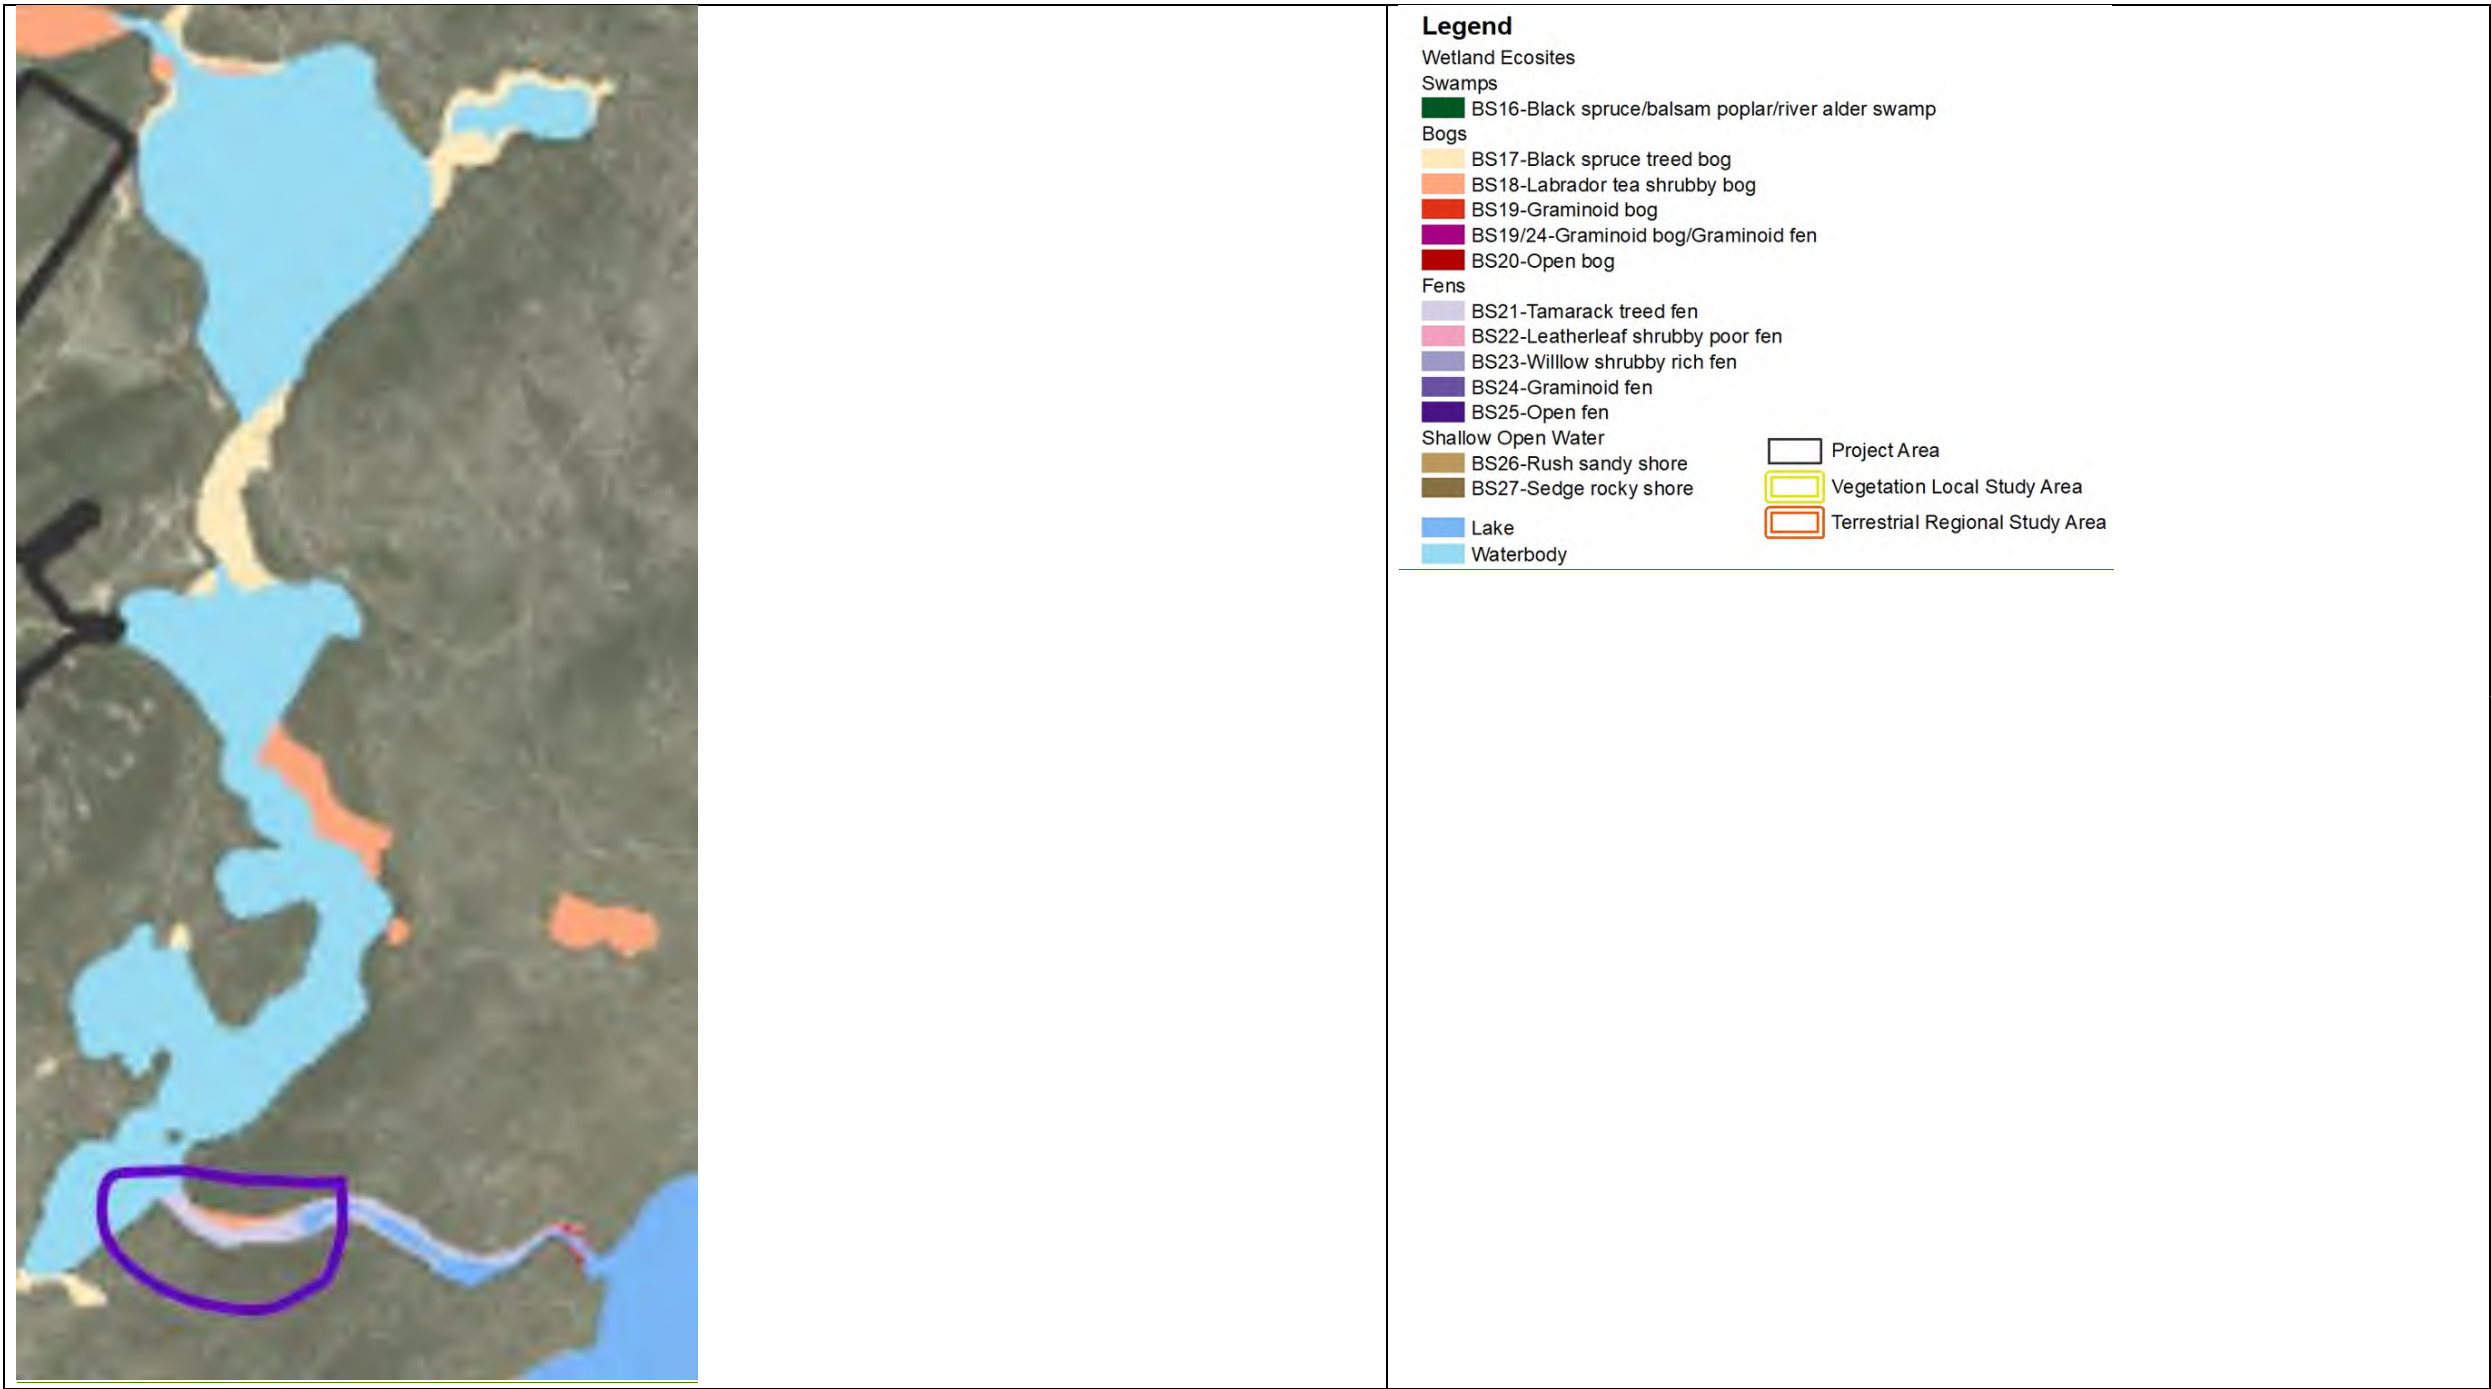 Legend
Wetland Ecosites
Swamps
BS16-Black spruce/balsam poplar/river alder swamp
Bogs
BS17-Black spruce treed bog
BS18-Labrador tea shrubby bog
BS19-Graminoid bog
BS19/24-Graminoid bog/Graminoid fen
BS20-Open bog
Fens
BS21-Tamarack treed fen
BS22-Leatherleaf shrubby poor fen
BS23-Willlow shrubby rich fen
BS24-Graminoid fen
BS25-Open fen
Shallow Open Water
BS26-Rush sandy shore
BS27-Sedge rocky shore
Lake
Waterbody
Project Area
Vegetation Local Study Area
Terrestrial Regional Study Area